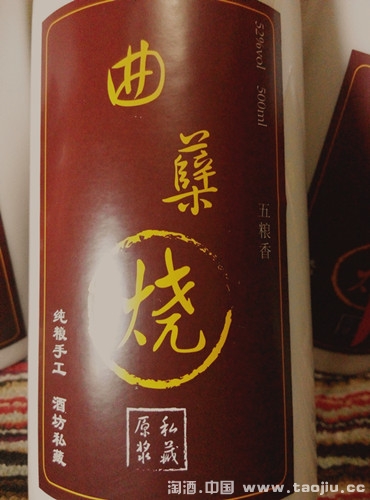 曲
蘖
烧
52%vol 500ml
五粮香
纯粮手工 酒坊私藏
私藏
原浆
淘酒.中国 www.taojiu.cc